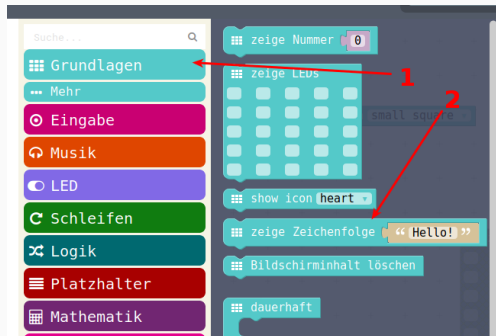 Suche...
Grundlagen
Mehr
Eingabe
Musik
LED
Schleifen
Logik
Platzhalter
Mathematik
zeige Nummer 0
zeige LEDs
1
2
small square
show icon heart
zeige Zeichenfolge “ Hello! ”
Bildschirminhalt löschen
dauerhaft